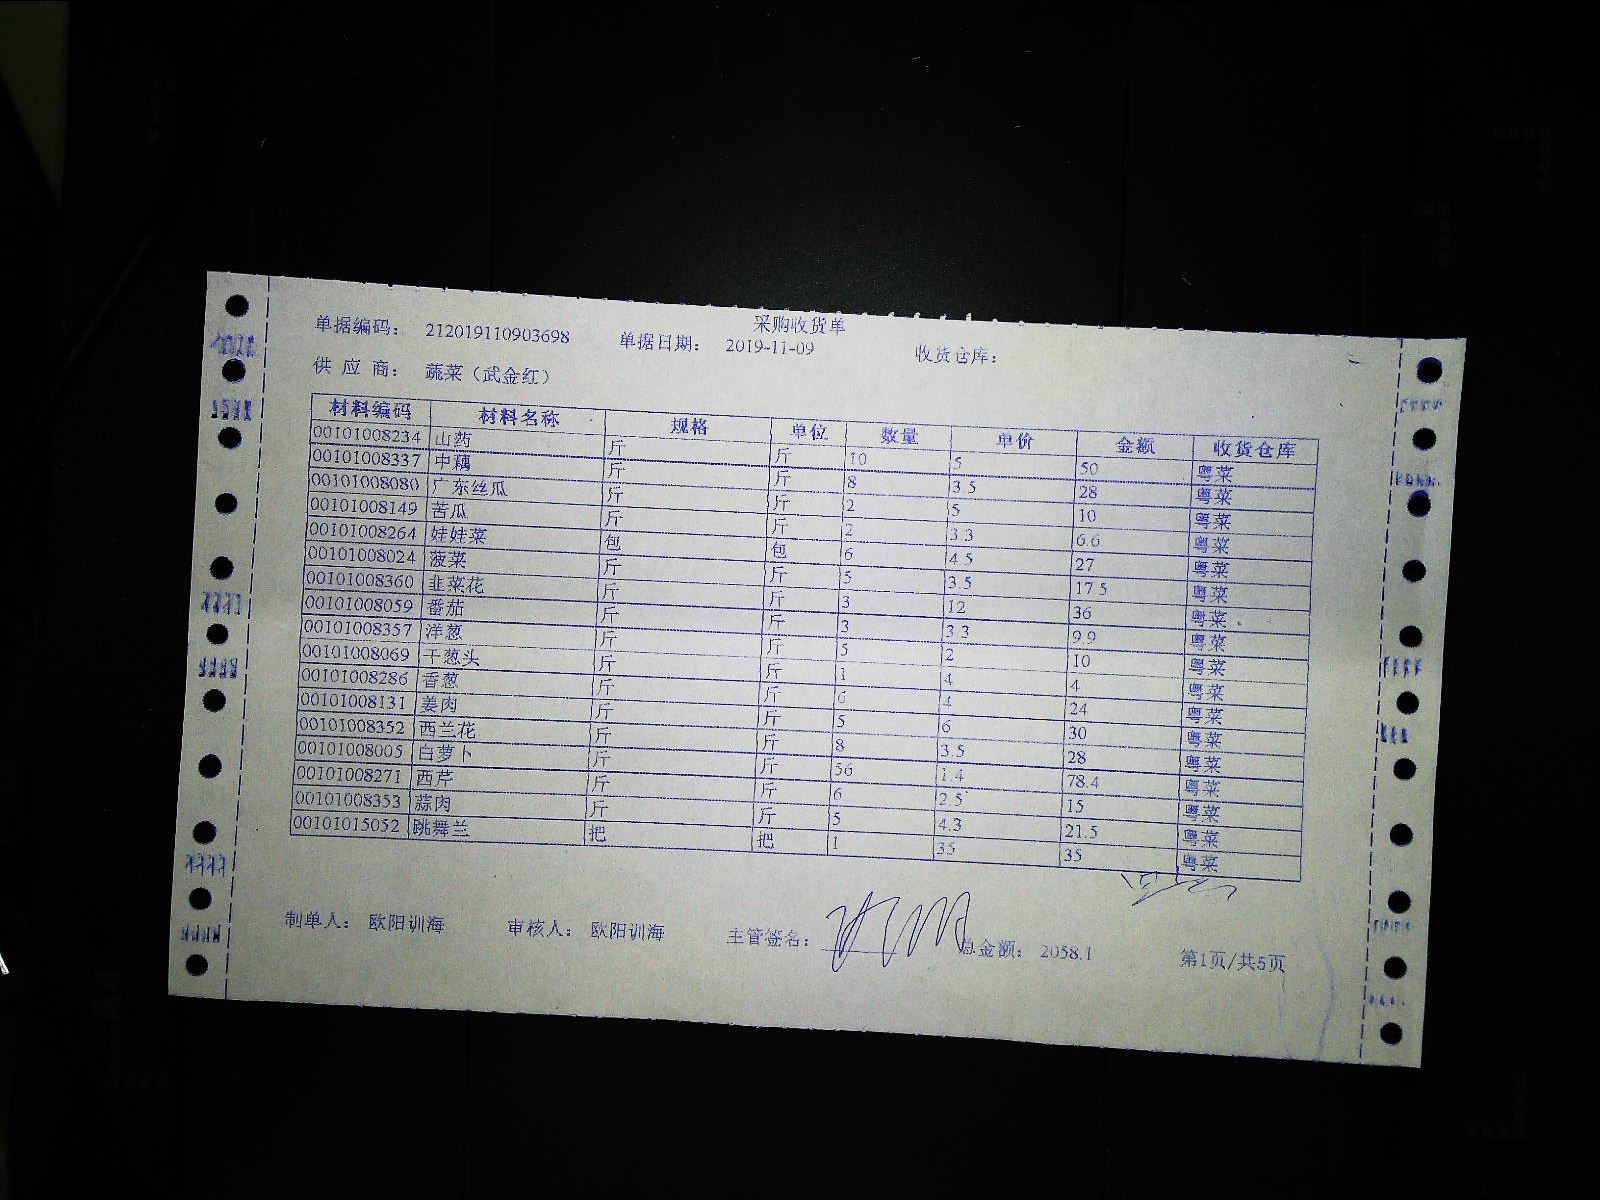 采购收货单
单据编码： 212019110903698 单据日期： 2019-11-09 收货仓库：
供 应 商： 蔬菜（武金红）
材料编码 材料名称 规格 单位 数量 单价 金额 收货仓库
00101008234 山药 斤 斤 10 5 50 粤菜
00101008337 中藕 斤 斤 8 3.5 28 粤菜
00101008080 广东丝瓜 斤 斤 2 5 10 粤菜
00101008149 苦瓜 斤 斤 2 3.3 6.6 粤菜
00101008264 娃娃菜 包 包 6 4.5 27 粤菜
00101008024 菠菜 斤 斤 5 3.5 17.5 粤菜
00101008360 韭菜花 斤 斤 3 12 36 粤菜
00101008059 番茄 斤 斤 3 3.3 9.9 粤菜
00101008357 洋葱 斤 斤 5 2 10 粤菜
00101008069 干葱头 斤 斤 1 4 4 粤菜
00101008286 香葱 斤 斤 6 4 24 粤菜
00101008131 姜肉 斤 斤 5 6 30 粤菜
00101008352 西兰花 斤 斤 8 3.5 28 粤菜
00101008005 白萝卜 斤 斤 56 1.4 78.4 粤菜
00101008271 西芹 斤 斤 6 2.5 15 粤菜
00101008353 蒜肉 斤 斤 5 4.3 21.5 粤菜
00101015052 跳舞兰 把 把 1 35 35 粤菜
制单人： 欧阳训海 审核人： 欧阳训海 主管签名： 总金额： 2058.1 第1页/共5页